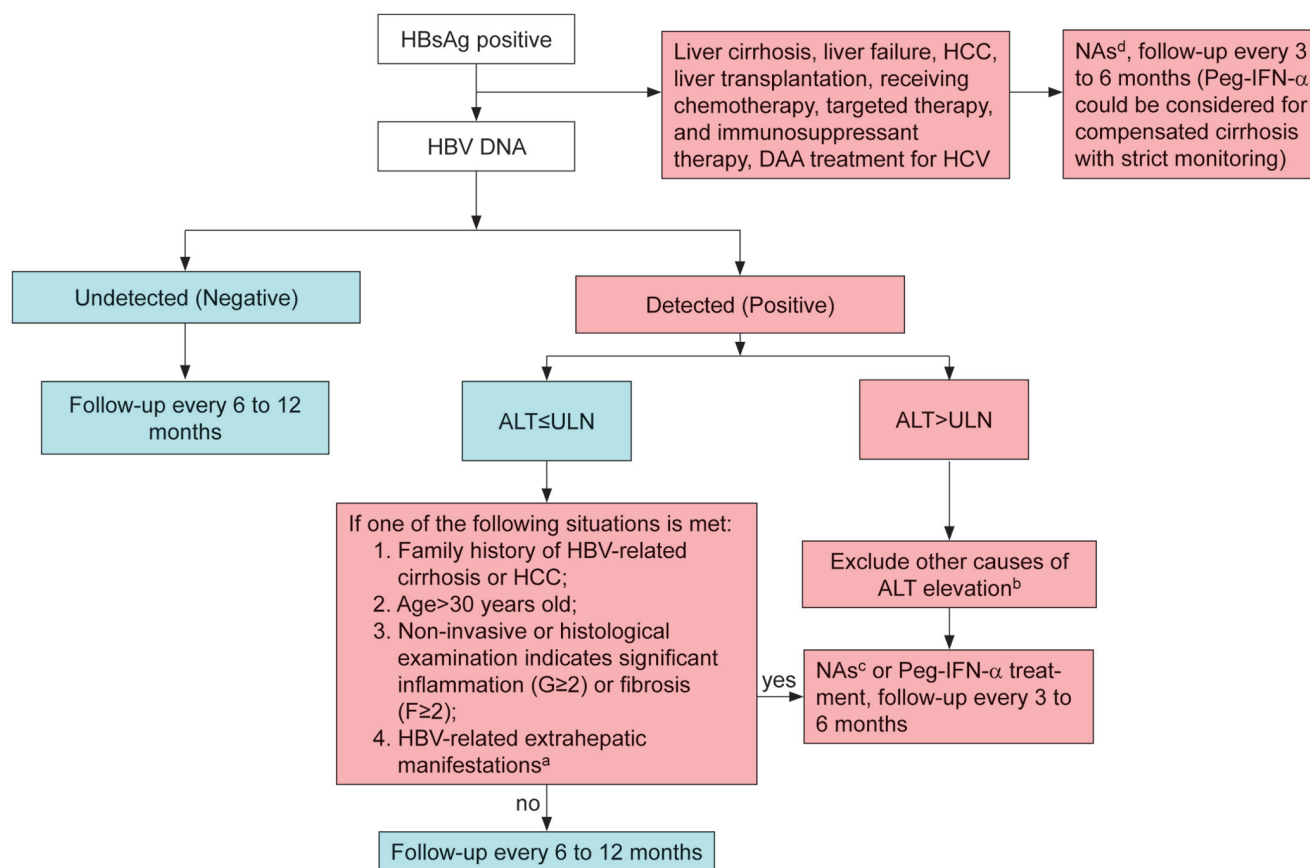 HBsAg positive
Liver cirrhosis, liver failure, HCC,
liver transplantation, receiving
chemotherapy, targeted therapy,
and immunosuppressant
therapy, DAA treatment for HCV
NAsᵈ, follow-up every 3
to 6 months (Peg-IFN-α
could be considered for
compensated cirrhosis
with strict monitoring)
HBV DNA
Undetected (Negative)
Detected (Positive)
Follow-up every 6 to 12
months
ALT≤ULN
ALT>ULN
If one of the following situations is met:
1. Family history of HBV-related
cirrhosis or HCC;
2. Age>30 years old;
3. Non-invasive or histological
examination indicates significant
inflammation (G≥2) or fibrosis
(F≥2);
4. HBV-related extrahepatic
manifestationsᵃ
Exclude other causes of
ALT elevationᵇ
yes
NAsᶜ or Peg-IFN-α treat-
ment, follow-up every 3 to
6 months
no
Follow-up every 6 to 12 months